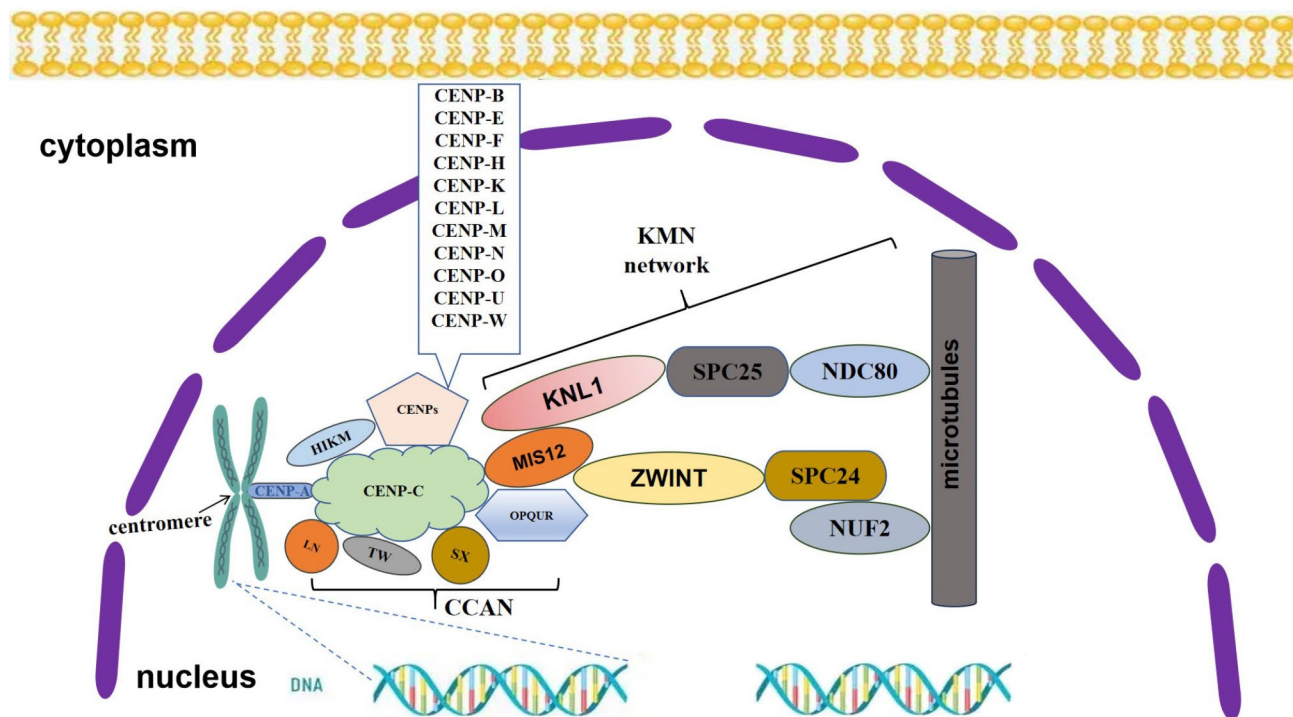 CENP-B
CENP-E
CENP-F
CENP-H
CENP-K
CENP-L
CENP-M
CENP-N
CENP-O
CENP-U
CENP-W
cytoplasm
KMN
network
KNL1
SPC25
NDC80
microtubules
CENPs
HIKM
MIS12
ZWINT
SPC24
NUF2
CENP-A
CENP-C
OPQUR
centromere
LN
TW
SX
CCAN
nucleus
DNA